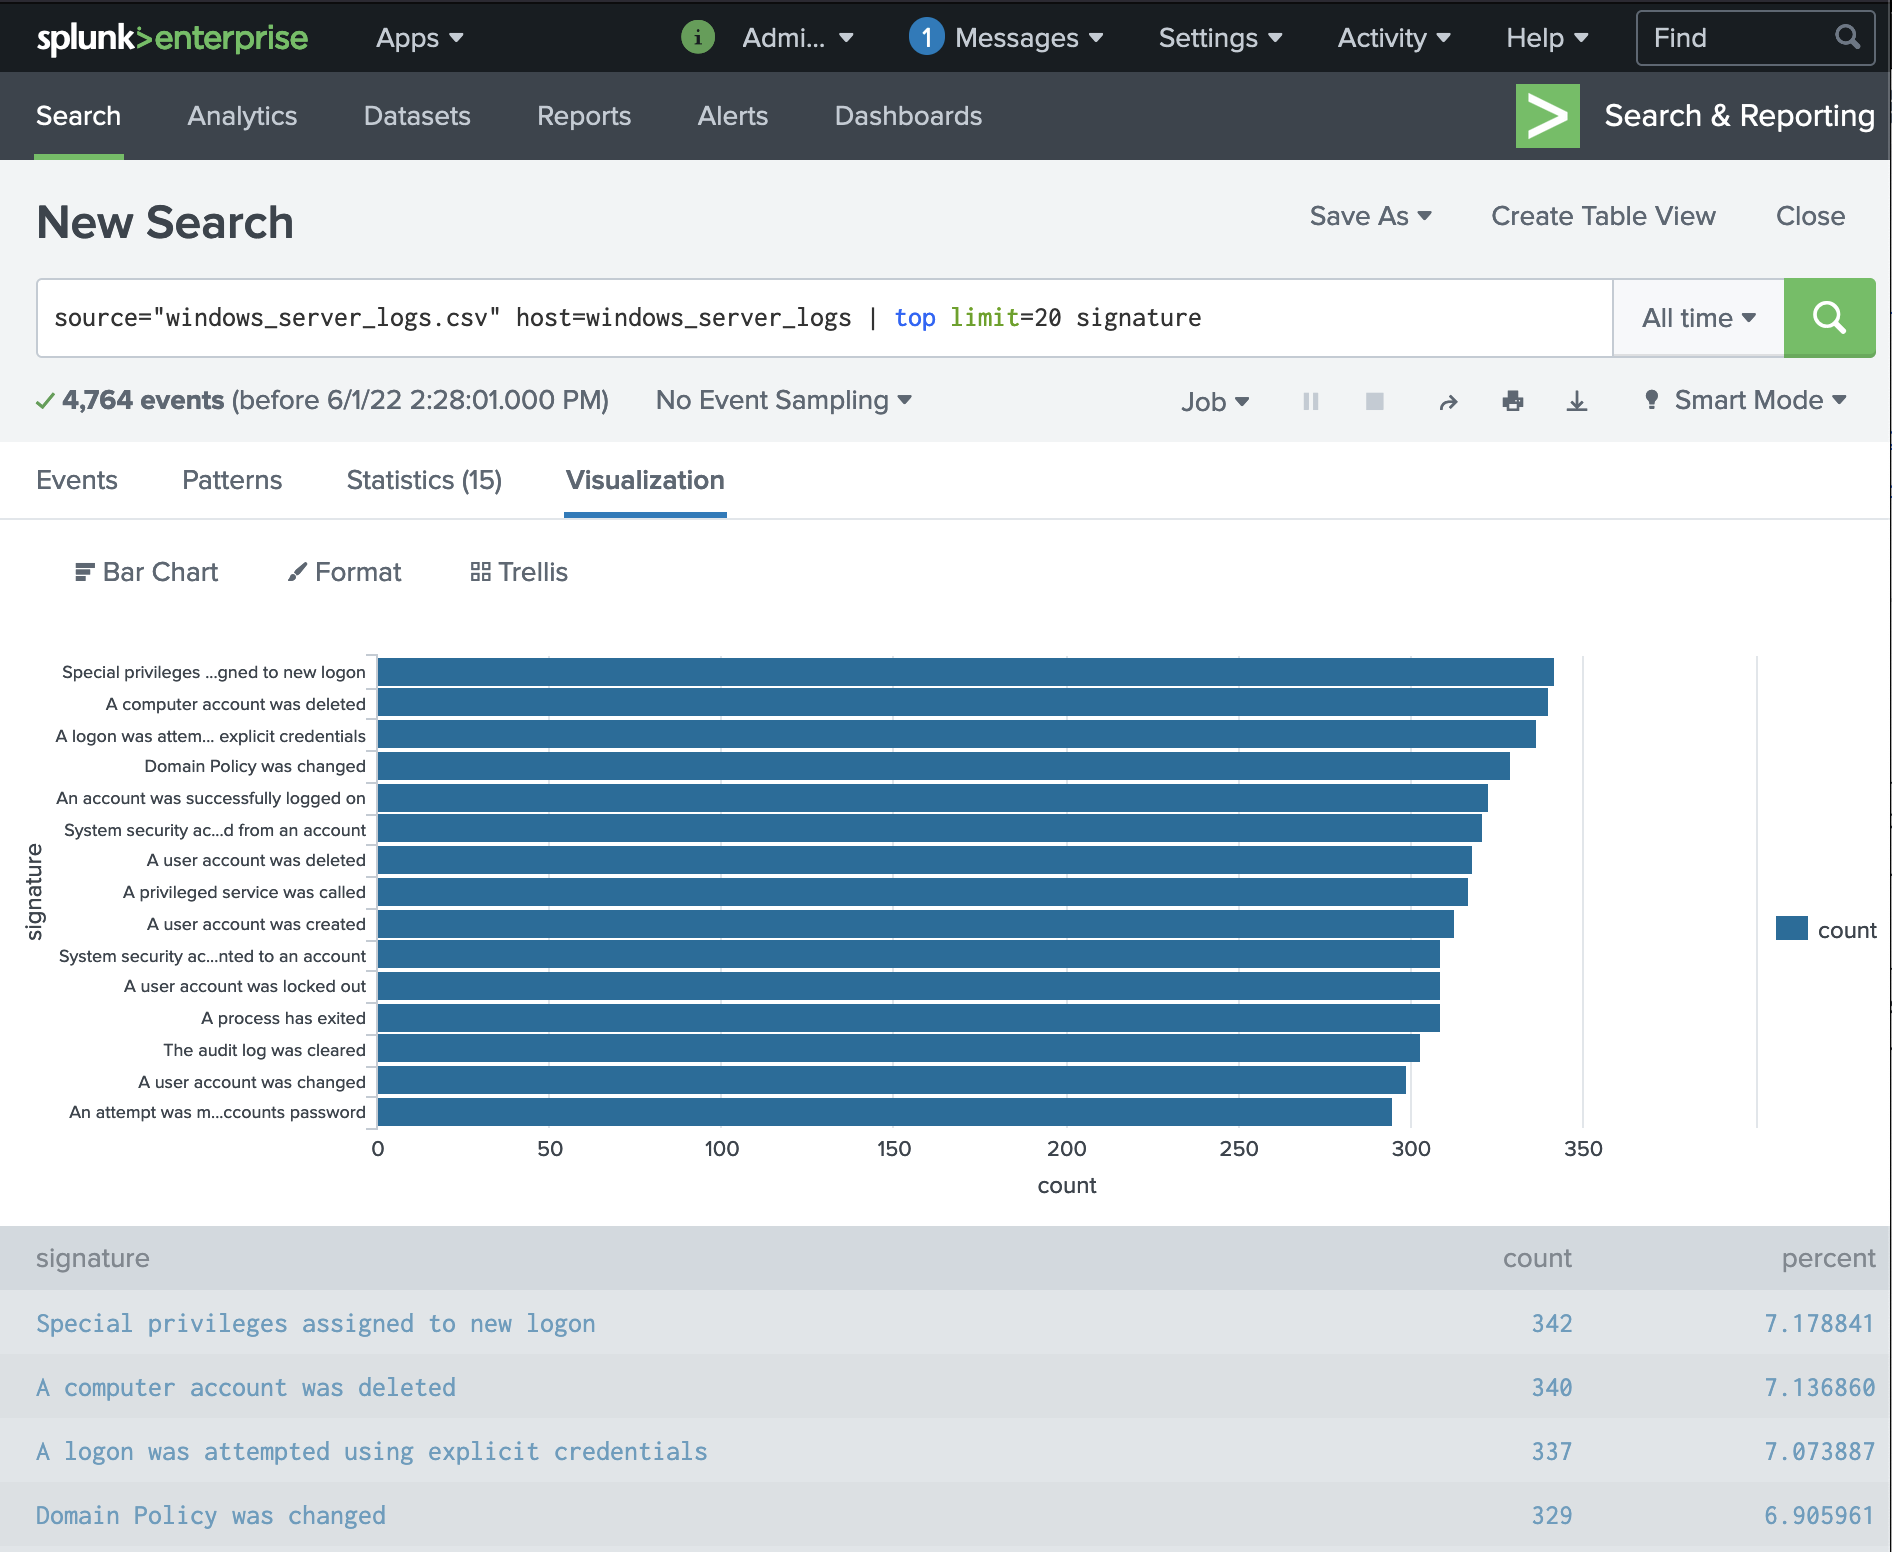 splunk>enterprise Apps i Admi... 1 Messages Settings Activity Help Find
Search Analytics Datasets Reports Alerts Dashboards > Search & Reporting
New Search Save As Create Table View Close
source="windows_server_logs.csv" host=windows_server_logs | top limit=20 signature All time
4,764 events (before 6/1/22 2:28:01.000 PM) No Event Sampling Job Smart Mode
Events Patterns Statistics (15) Visualization
Bar Chart Format Trellis
Special privileges ...gned to new logon
A computer account was deleted
A logon was attem... explicit credentials
Domain Policy was changed
An account was successfully logged on
System security ac...d from an account
A user account was deleted
A privileged service was called
A user account was created
System security ac...nted to an account
A user account was locked out
A process has exited
The audit log was cleared
A user account was changed
An attempt was m...ccounts password
signature
count
0 50 100 150 200 250 300 350
count
signature count percent
Special privileges assigned to new logon 342 7.178841
A computer account was deleted 340 7.136860
A logon was attempted using explicit credentials 337 7.073887
Domain Policy was changed 329 6.905961